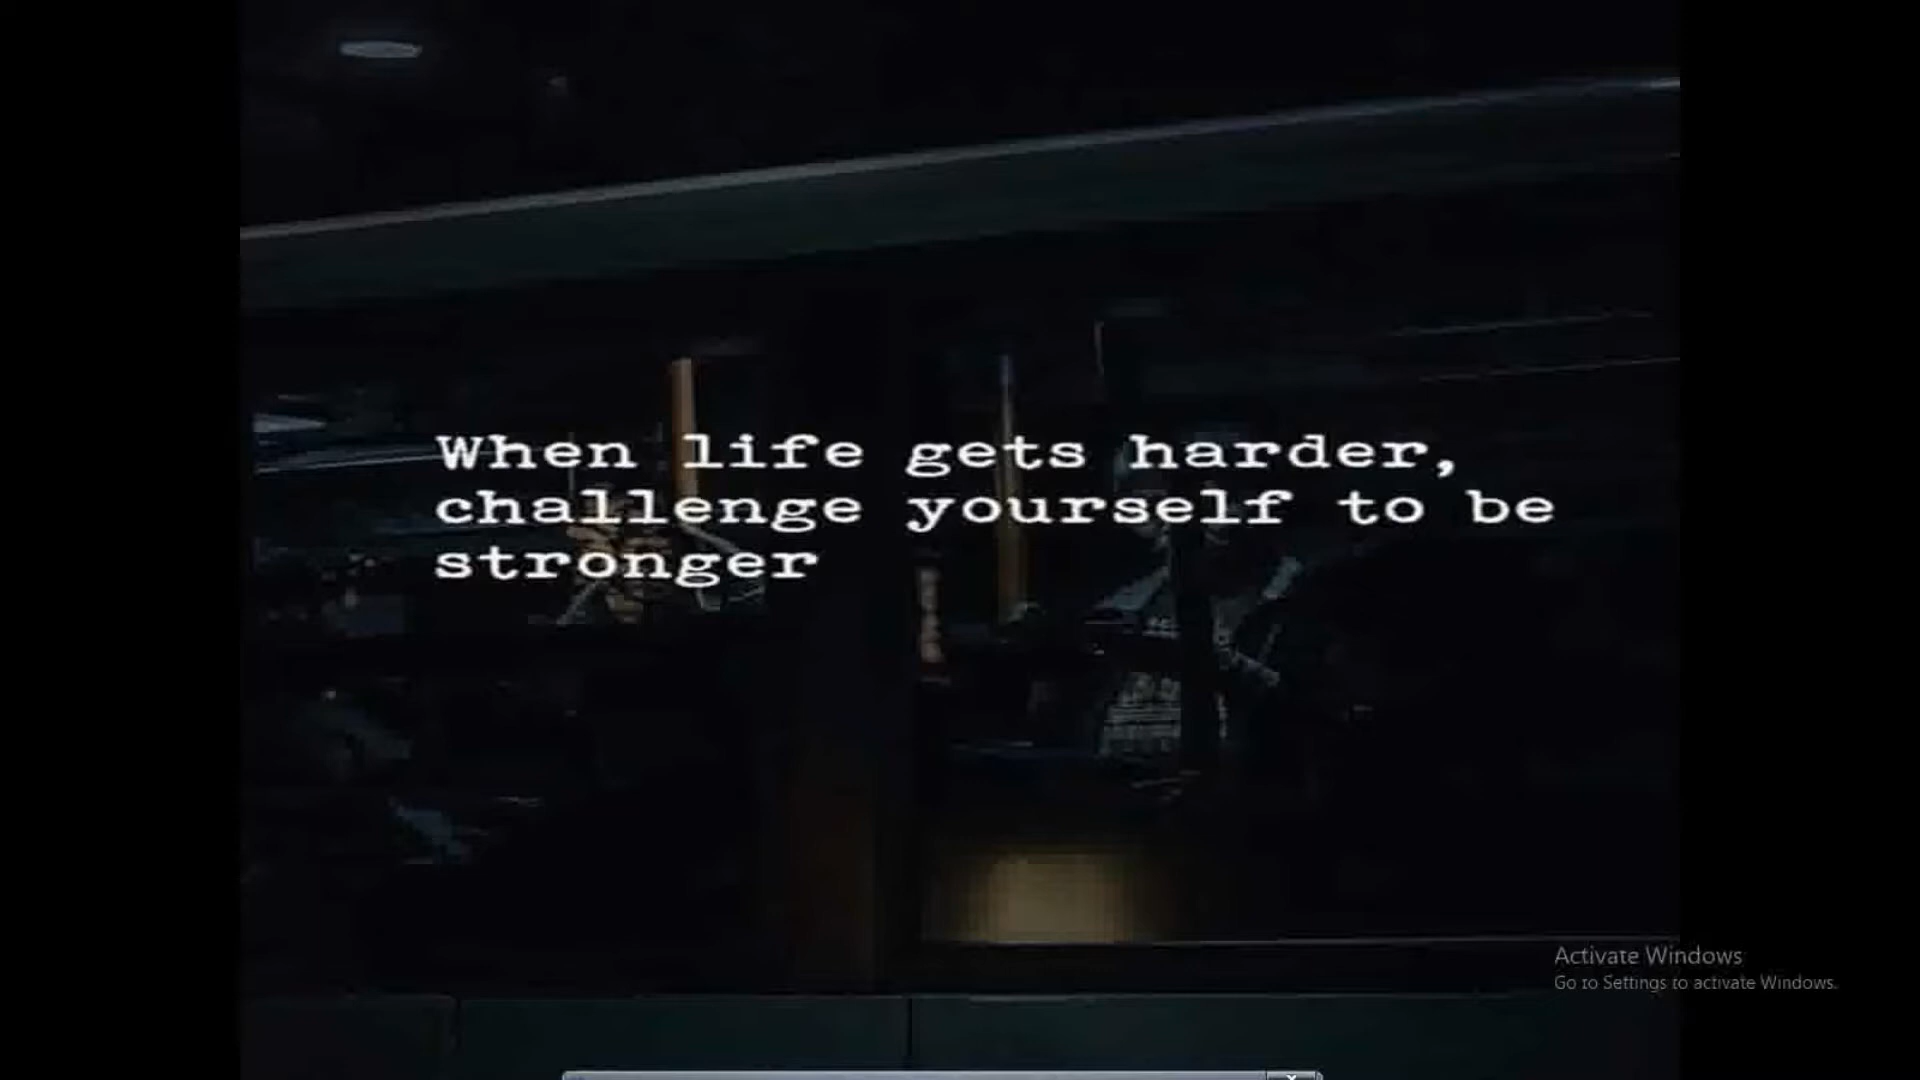 When life gets harder,
challenge yourself to be
stronger
Activate Windows
Go to Settings to activate Windows.